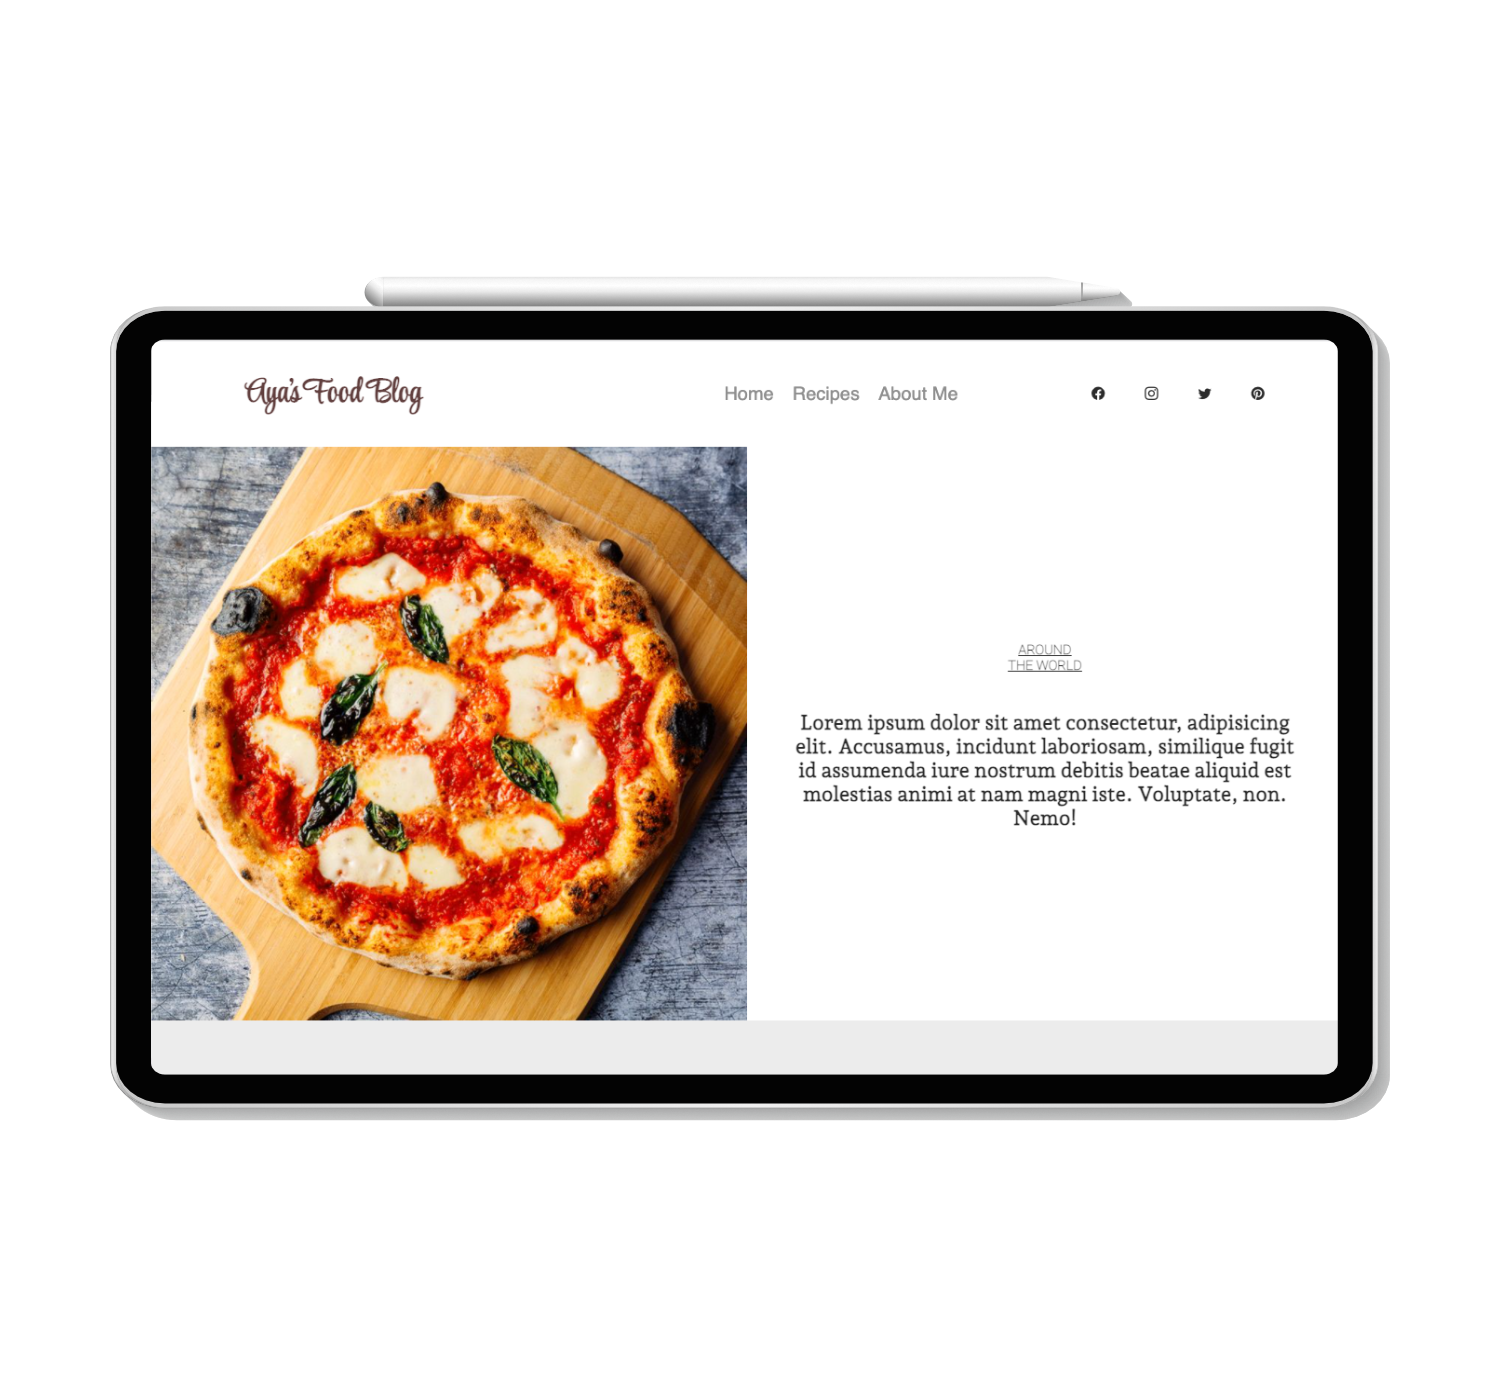 Aya's Food Blog
Home Recipes About Me
AROUND
THE WORLD
Lorem ipsum dolor sit amet consectetur, adipisicing
elit. Accusamus, incidunt laboriosam, similique fugit
id assumenda iure nostrum debitis beatae aliquid est
molestias animi at nam magni iste. Voluptate, non.
Nemo!